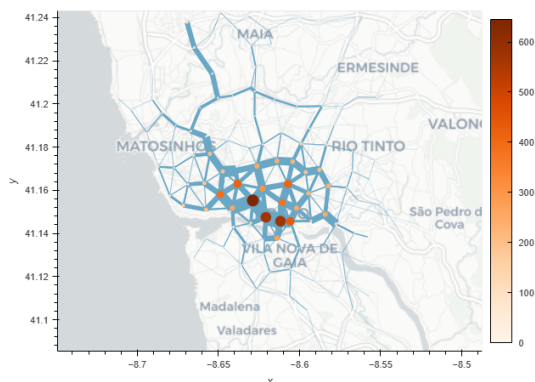 41.24
41.2
41.18
41.16
41.14
41.12
41.1
y
MAIA
ERMESINDE
VALONG
MATOSINHOS
RIO TINTO
São Pedro d
Cova
VILA NOVA DE
GAIA
Madalena
Valadares
−8.7
−8.65
−8.6
−8.55
−8.5
x
600
500
400
300
200
100
0